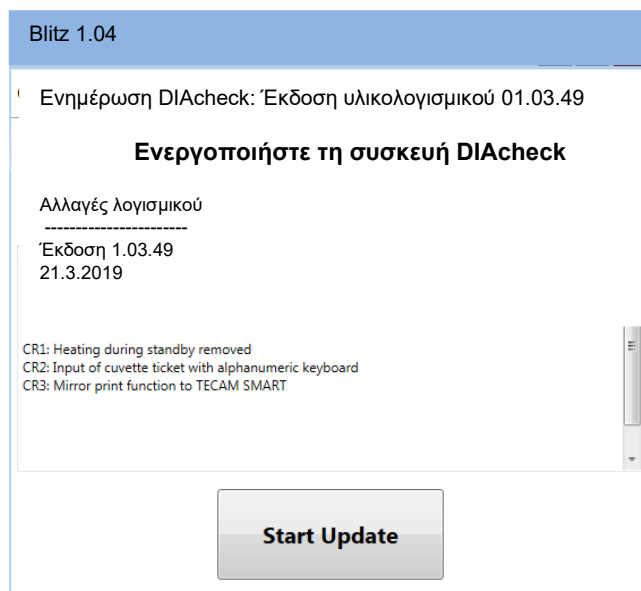 Blitz 1.04
Ενημέρωση DIAcheck: Έκδοση υλικολογισμικού 01.03.49
Ενεργοποιήστε τη συσκευή DIAcheck
Αλλαγές λογισμικού
-----------------------
Έκδοση 1.03.49
21.3.2019
CR1: Heating during standby removed
CR2: Input of cuvette ticket with alphanumeric keyboard
CR3: Mirror print function to TECAM SMART
Start Update